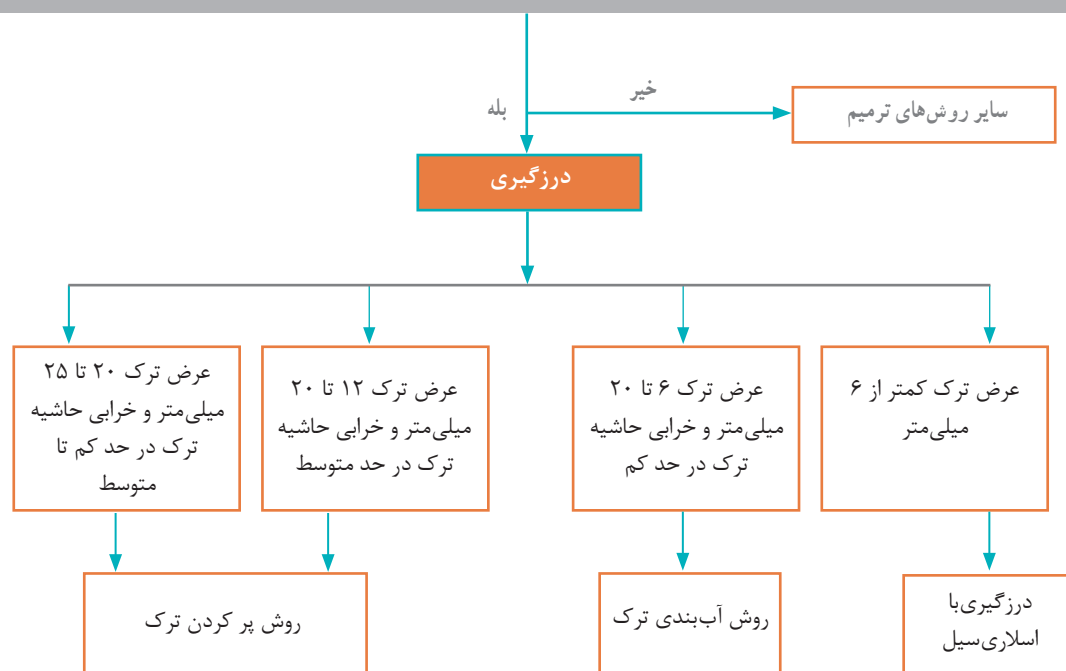 خیر
سایر روش‌های ترمیم
بله
درزگیری
عرض ترک کمتر از ۶
میلی‌متر
عرض ترک ۶ تا ۲۰
میلی‌متر و خرابی حاشیه
ترک در حد کم
عرض ترک ۱۲ تا ۲۰
میلی‌متر و خرابی حاشیه
ترک در حد متوسط
عرض ترک ۲۰ تا ۲۵
میلی‌متر و خرابی حاشیه
ترک در حد کم تا
متوسط
درزگیری‌با
اسلاری‌سیل
روش آب‌بندی ترک
روش پر کردن ترک